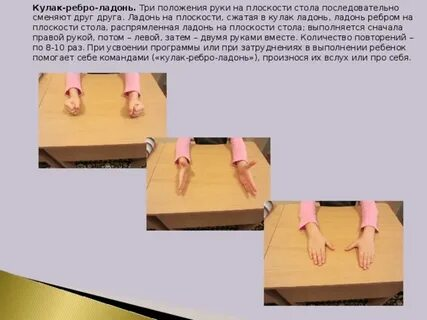 Кулак-ребро-ладонь. Три положения руки на плоскости стола последовательно
сменяют друг друга. Ладонь на плоскости, сжатая в кулак ладонь, ладонь ребром на
плоскости стола, распрямленная ладонь на плоскости стола; выполняется сначала
правой рукой, потом – левой, затем – двумя руками вместе. Количество повторений –
по 8-10 раз. При усвоении программы или при затруднениях в выполнении ребенок
помогает себе командами («кулак-ребро-ладонь»), произнося их вслух или про себя.